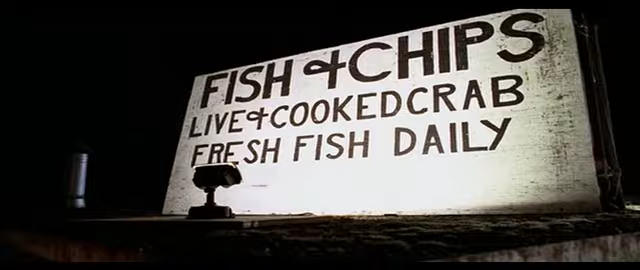 FISH & CHIPS
LIVE & COOKED CRAB
FRESH FISH DAILY